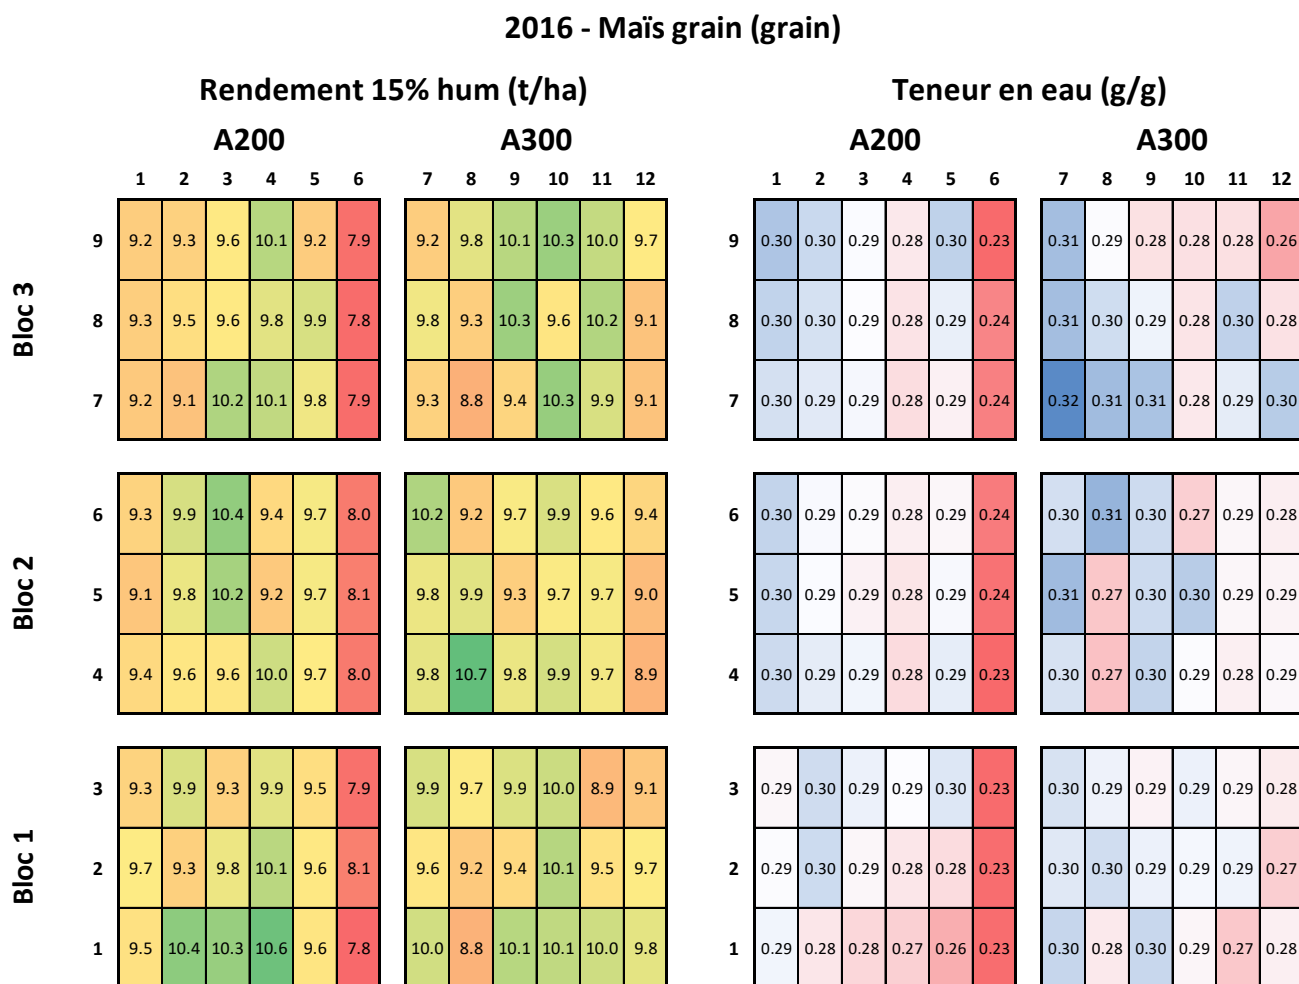 2016 - Maïs grain (grain)
Rendement 15% hum (t/ha) Teneur en eau (g/g)
A200 A300 A200 A300
1 2 3 4 5 6 7 8 9 10 11 12 1 2 3 4 5 6 7 8 9 10 11 12
Bloc 3
9 9.2 9.3 9.6 10.1 9.2 7.9 9.2 9.8 10.1 10.3 10.0 9.7 9 0.30 0.30 0.29 0.28 0.30 0.23 0.31 0.29 0.28 0.28 0.28 0.26
8 9.3 9.5 9.6 9.8 9.9 7.8 9.8 9.3 10.3 9.6 10.2 9.1 8 0.30 0.30 0.29 0.28 0.29 0.24 0.31 0.30 0.29 0.28 0.30 0.28
7 9.2 9.1 10.2 10.1 9.8 7.9 9.3 8.8 9.4 10.3 9.9 9.1 7 0.30 0.29 0.29 0.28 0.29 0.24 0.32 0.31 0.31 0.28 0.29 0.30
Bloc 2
6 9.3 9.9 10.4 9.4 9.7 8.0 10.2 9.2 9.7 9.9 9.6 9.4 6 0.30 0.29 0.29 0.28 0.29 0.24 0.30 0.31 0.30 0.27 0.29 0.28
5 9.1 9.8 10.2 9.2 9.7 8.1 9.8 9.9 9.3 9.7 9.7 9.0 5 0.30 0.29 0.29 0.28 0.29 0.24 0.31 0.27 0.30 0.30 0.29 0.29
4 9.4 9.6 9.6 10.0 9.7 8.0 9.8 10.7 9.8 9.9 9.7 8.9 4 0.30 0.29 0.29 0.28 0.29 0.23 0.30 0.27 0.30 0.29 0.28 0.29
Bloc 1
3 9.3 9.9 9.3 9.9 9.5 7.9 9.9 9.7 9.9 10.0 8.9 9.1 3 0.29 0.30 0.29 0.29 0.30 0.23 0.30 0.29 0.29 0.29 0.29 0.28
2 9.7 9.3 9.8 10.1 9.6 8.1 9.6 9.2 9.4 10.1 9.5 9.7 2 0.29 0.30 0.29 0.28 0.28 0.23 0.30 0.30 0.29 0.29 0.29 0.27
1 9.5 10.4 10.3 10.6 9.6 7.8 10.0 8.8 10.1 10.1 10.0 9.8 1 0.29 0.28 0.28 0.27 0.26 0.23 0.30 0.28 0.30 0.29 0.27 0.28